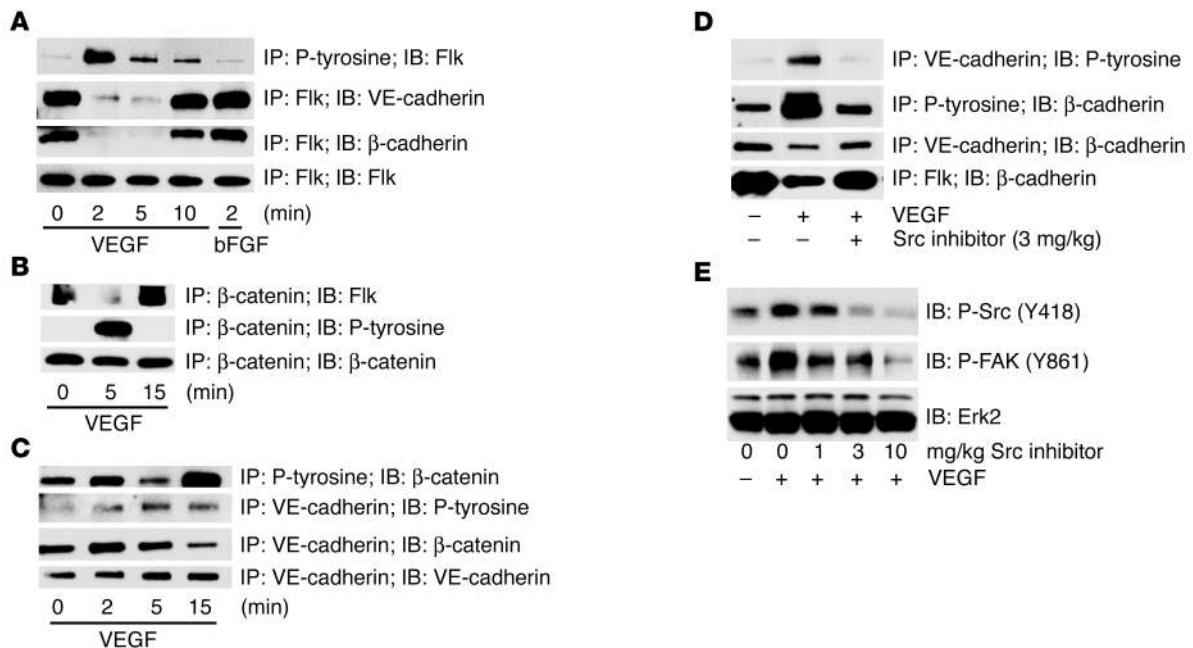 A
IP: P-tyrosine; IB: Flk
IP: Flk; IB: VE-cadherin
IP: Flk; IB: β-cadherin
IP: Flk; IB: Flk
0 2 5 10 2 (min)
VEGF bFGF
B
IP: β-catenin; IB: Flk
IP: β-catenin; IB: P-tyrosine
IP: β-catenin; IB: β-catenin
0 5 15 (min)
VEGF
C
IP: P-tyrosine; IB: β-catenin
IP: VE-cadherin; IB: P-tyrosine
IP: VE-cadherin; IB: β-catenin
IP: VE-cadherin; IB: VE-cadherin
0 2 5 15 (min)
VEGF
D
IP: VE-cadherin; IB: P-tyrosine
IP: P-tyrosine; IB: β-cadherin
IP: VE-cadherin; IB: β-cadherin
IP: Flk; IB: β-cadherin
– + + VEGF
– – + Src inhibitor (3 mg/kg)
E
IB: P-Src (Y418)
IB: P-FAK (Y861)
IB: Erk2
0 0 1 3 10 mg/kg Src inhibitor
– + + + + VEGF